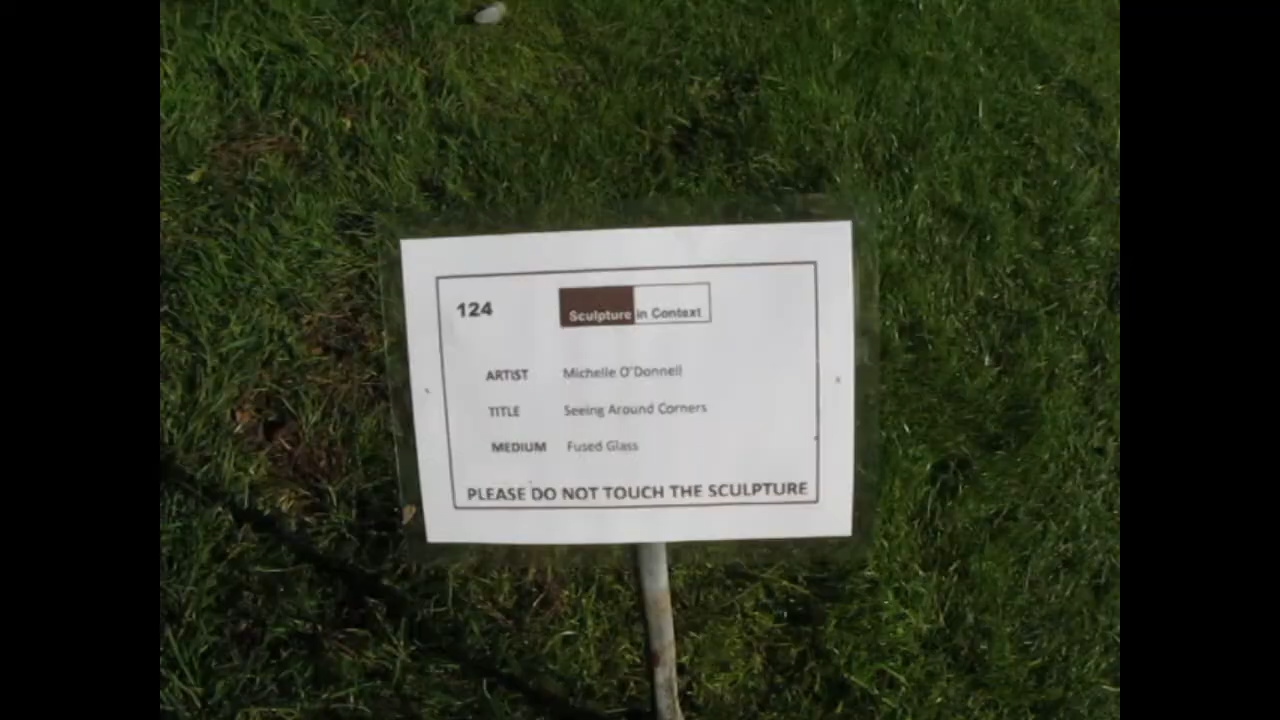 124
Sculpture in Context
ARTIST Michelle O'Donnell
TITLE Seeing Around Corners
MEDIUM Fused Glass
PLEASE DO NOT TOUCH THE SCULPTURE